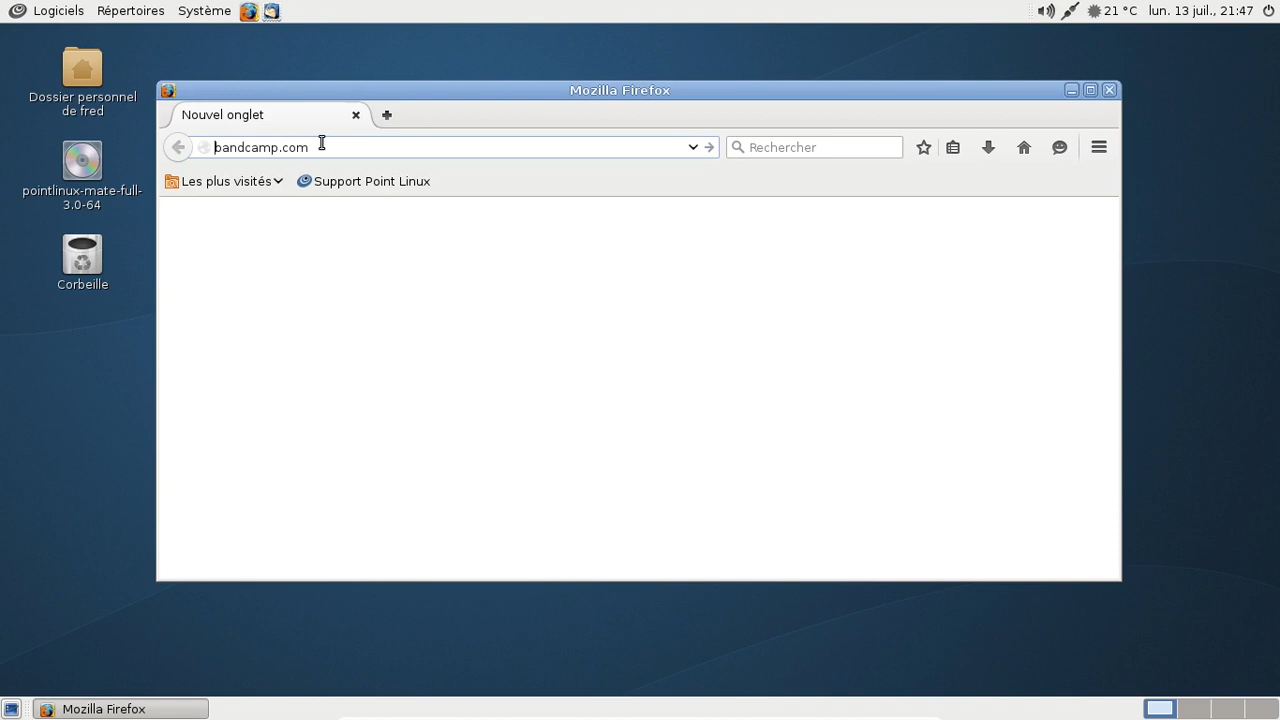 Logiciels Répertoires Système 21 °C lun. 13 juil., 21:47
Dossier personnel
de fred
pointlinux-mate-full-
3.0-64
Corbeille
Mozilla Firefox
Nouvel onglet
bandcamp.com Rechercher
Les plus visités Support Point Linux
Mozilla Firefox